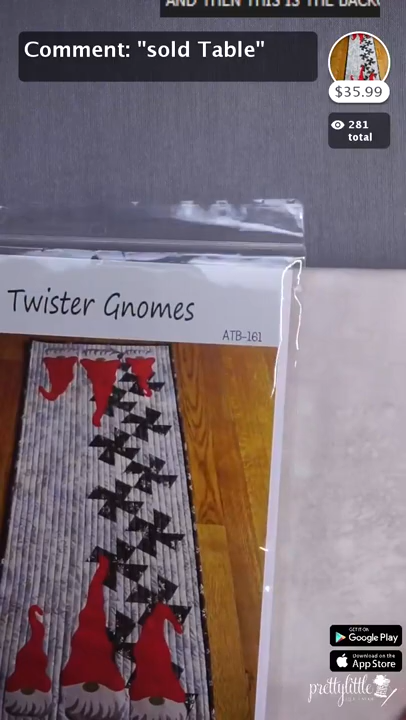 AND THEN THIS IS THE BACK
Comment: "sold Table"
$35.99
281
total
Twister Gnomes
ATB-161
GET IT ON
Google Play
Download on the
App Store
prettylittle